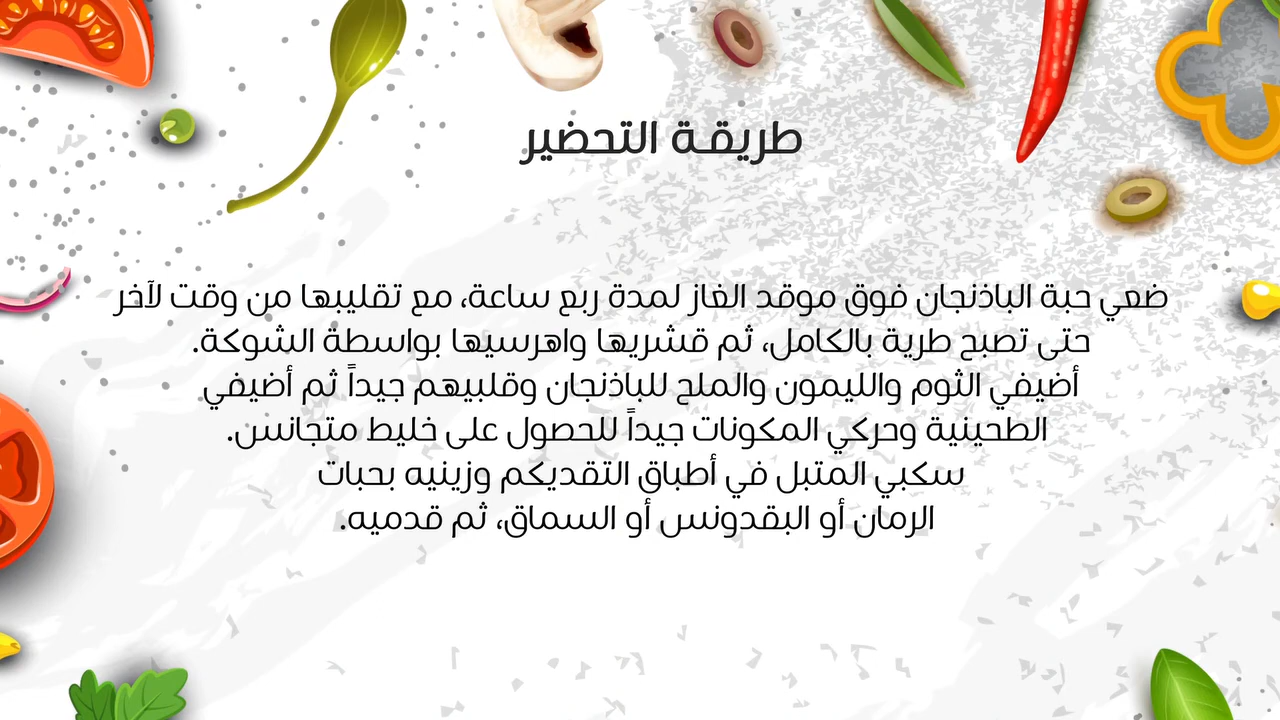 طريقة التحضير
ضعي حبة الباذنجان فوق موقد الغاز لمدة ربع ساعة، مع تقليبها من وقت لآخر
حتى تصبح طرية بالكامل، ثم قشريها واهرسيها بواسطة الشوكة.
أضيفي الثوم والليمون والملح للباذنجان وقلبيهم جيداً ثم أضيفي
الطحينية وحركي المكونات جيداً للحصول على خليط متجانس.
سكبي المتبل في أطباق التقديكم وزينيه بحبات
الرمان أو البقدونس أو السماق، ثم قدميه.